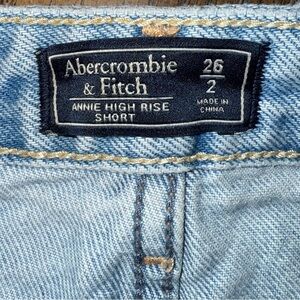 Abercrombie
& Fitch
ANNIE HIGH RISE
SHORT
26
2
MADE IN
CHINA